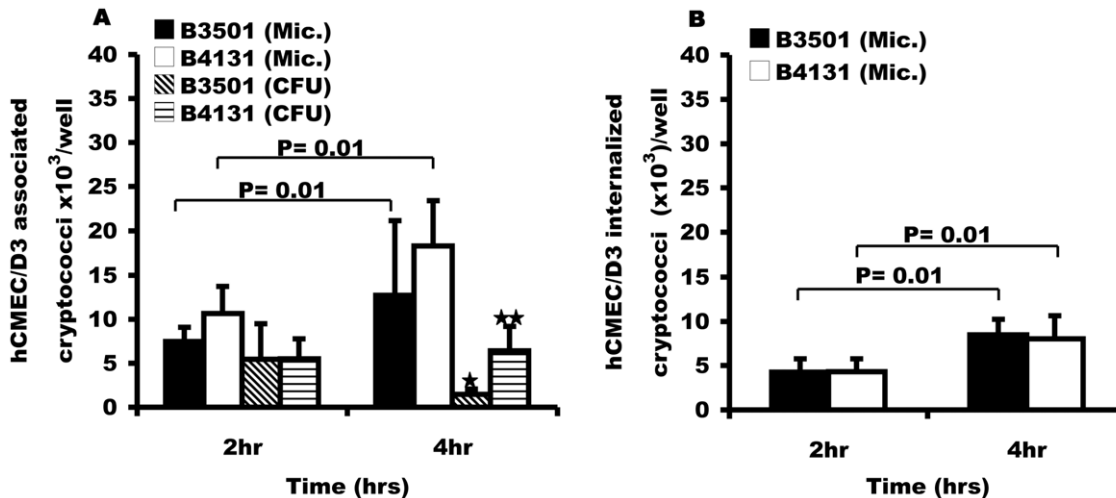 A
B3501 (Mic.)
B4131 (Mic.)
B3501 (CFU)
B4131 (CFU)
hCMEC/D3 associated
cryptococci x10³/well
40
35
30
25
20
15
10
5
0
P= 0.01
P= 0.01
2hr
4hr
Time (hrs)
B
B3501 (Mic.)
B4131 (Mic.)
hCMEC/D3 internalized
cryptococci (x10³)/well
40
35
30
25
20
15
10
5
0
P= 0.01
P= 0.01
2hr
4hr
Time (hrs)